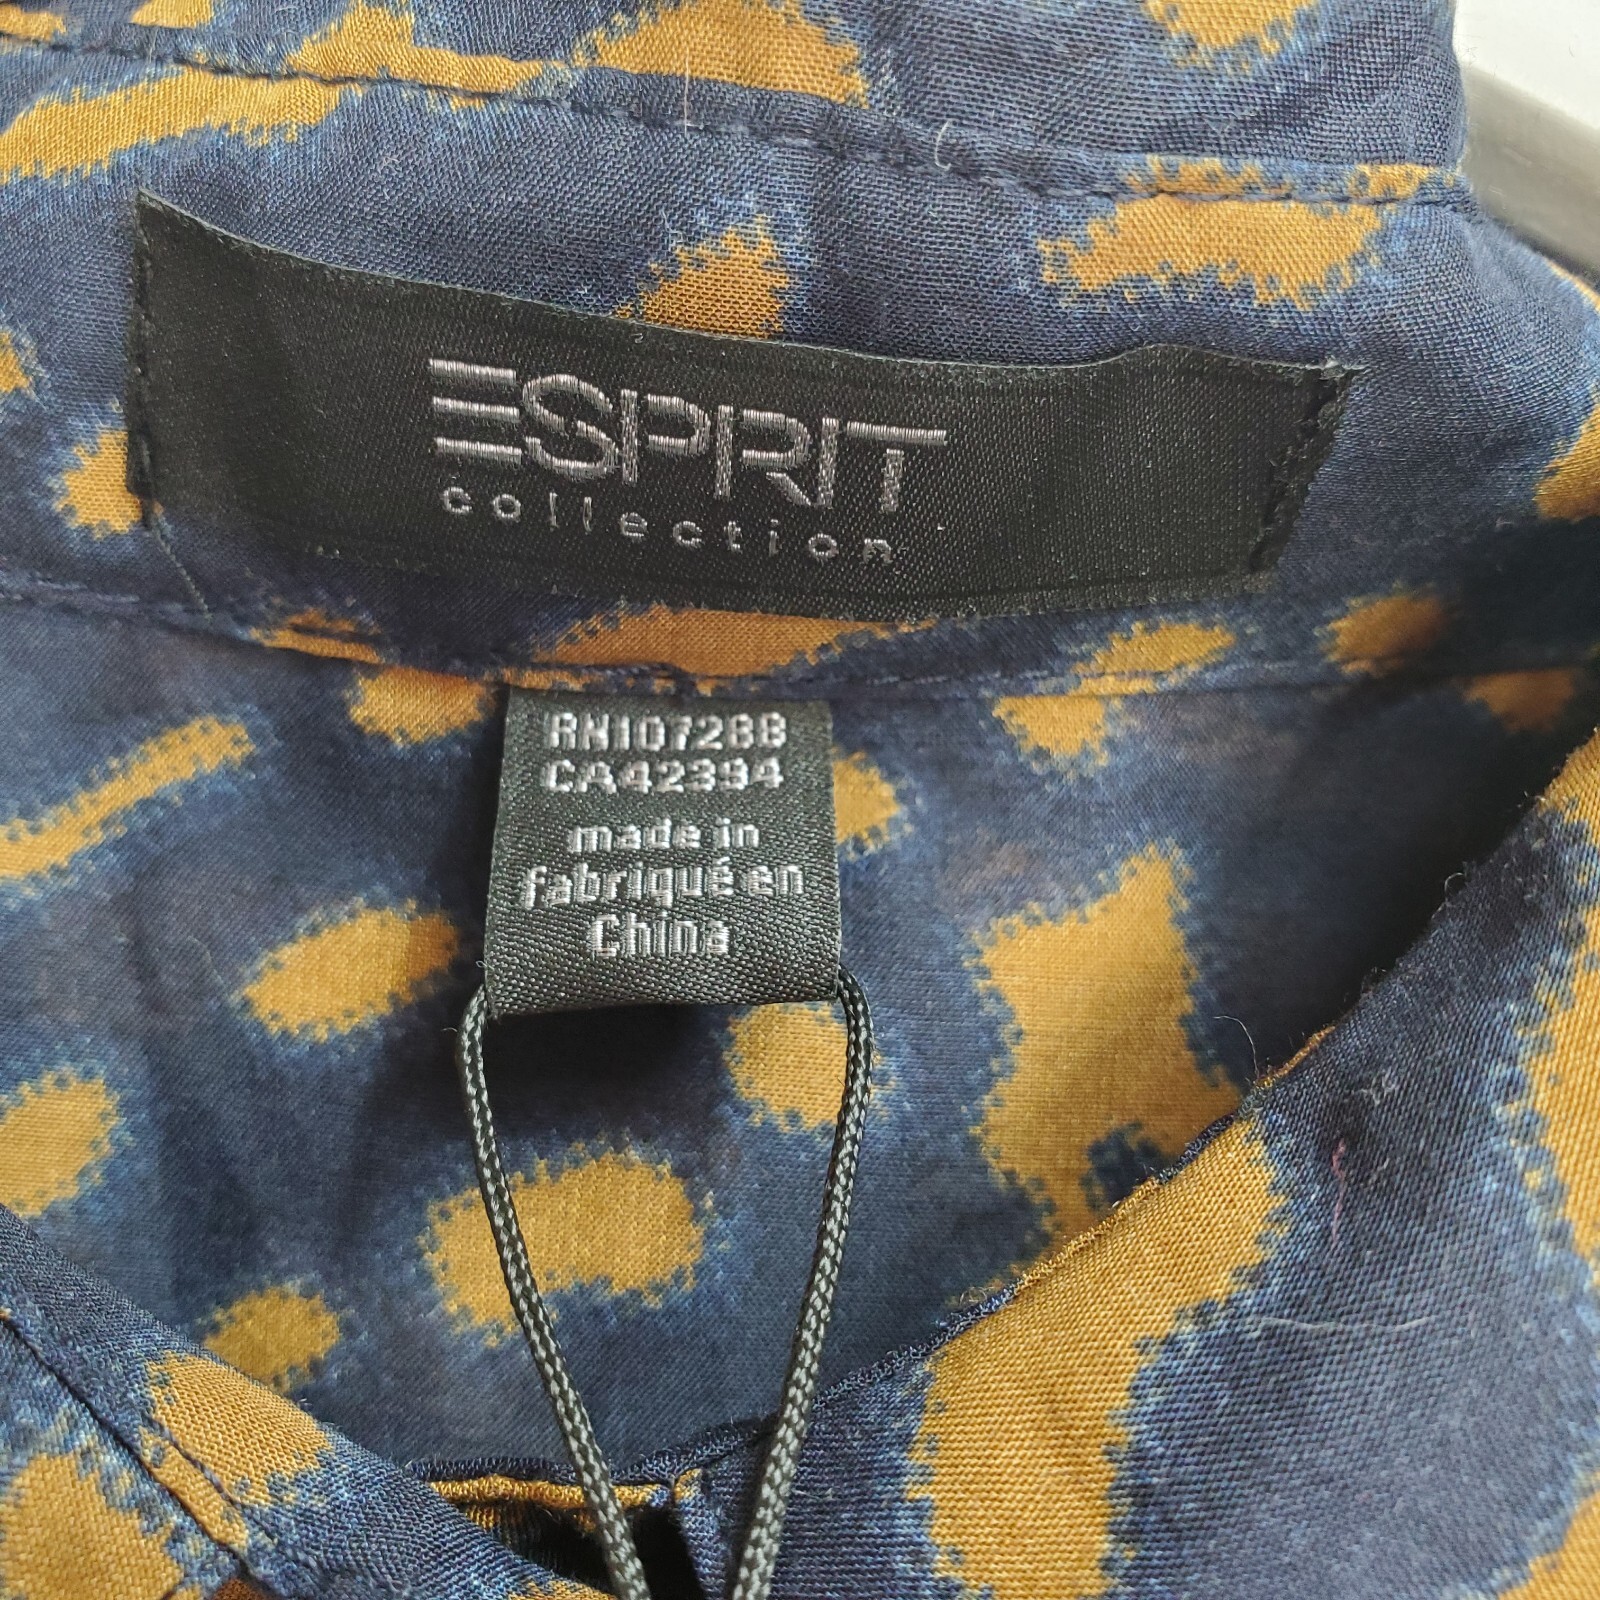 ESPRIT
collection
RN107288
CA42394
made in
fabriqué en
China